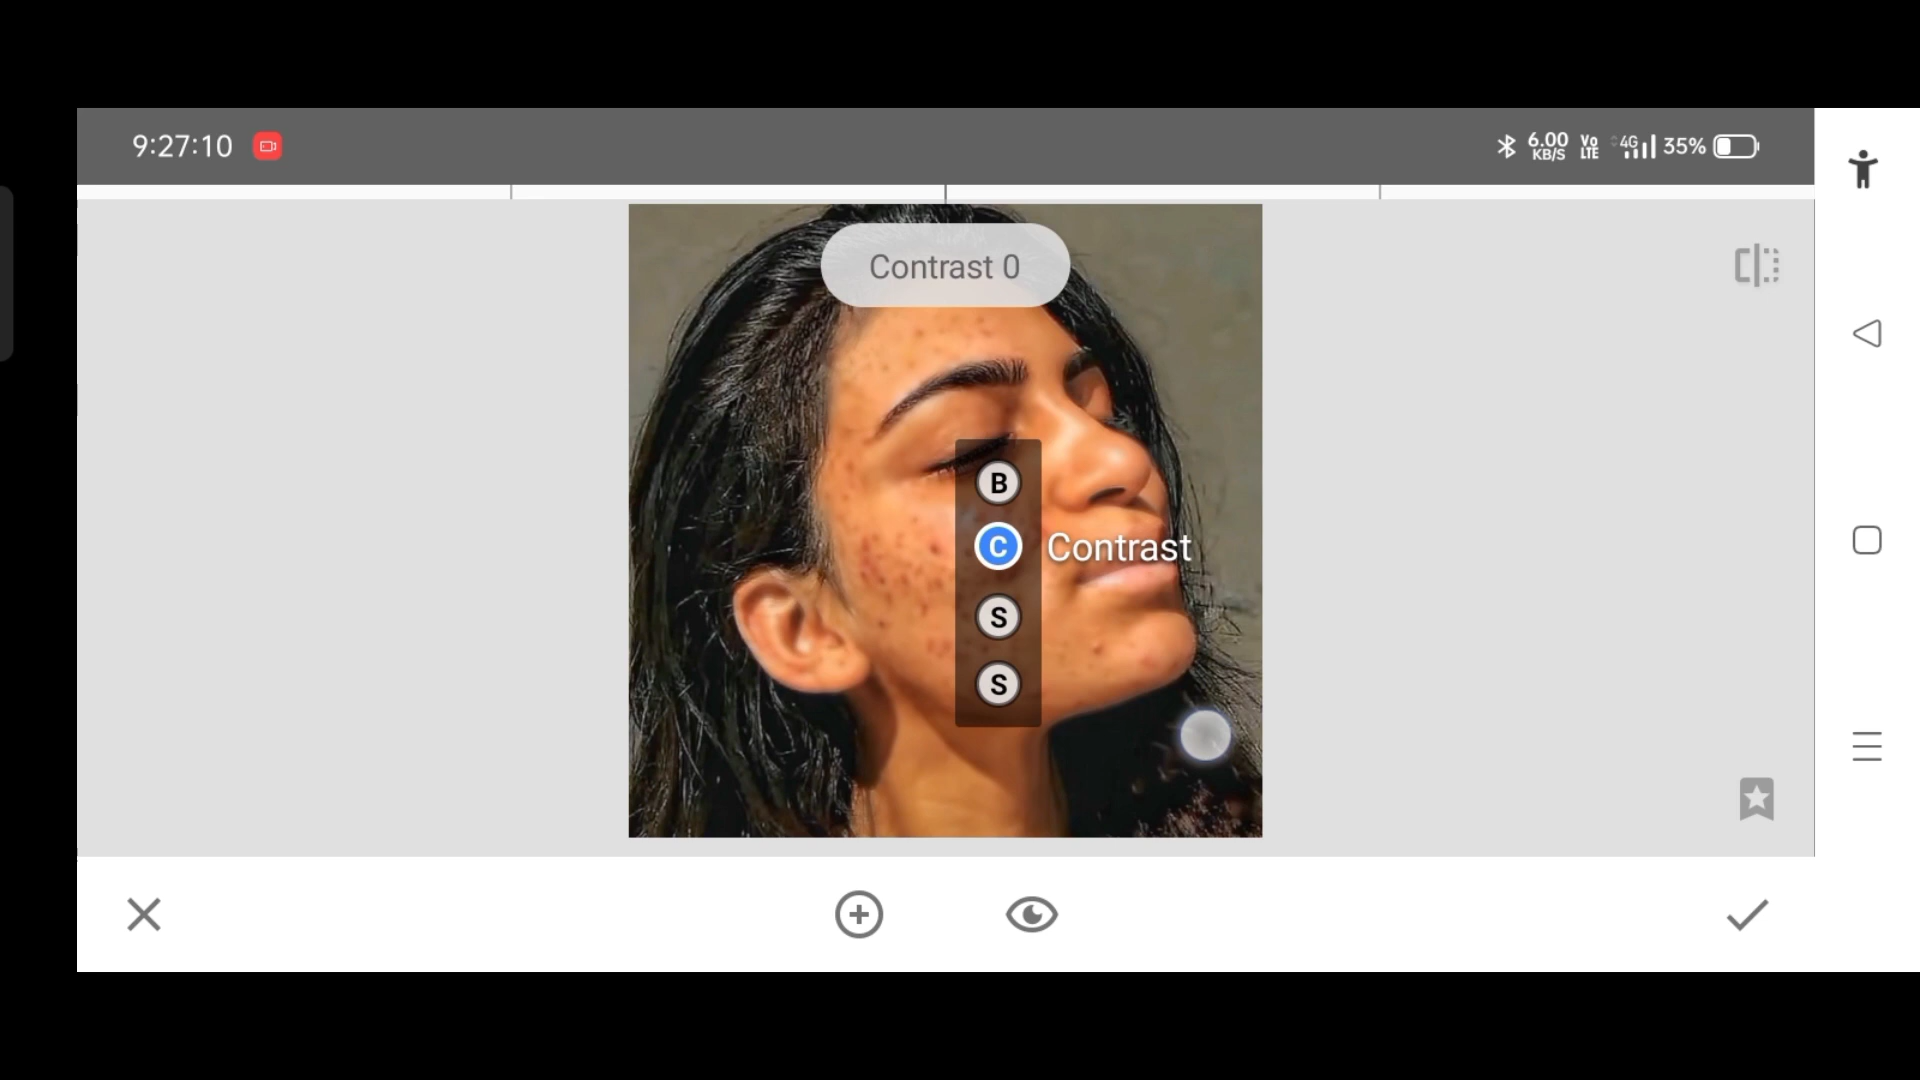 9:27:10
6.00 KB/S Vo LTE 4G 35%
Contrast 0
B
C Contrast
S
S